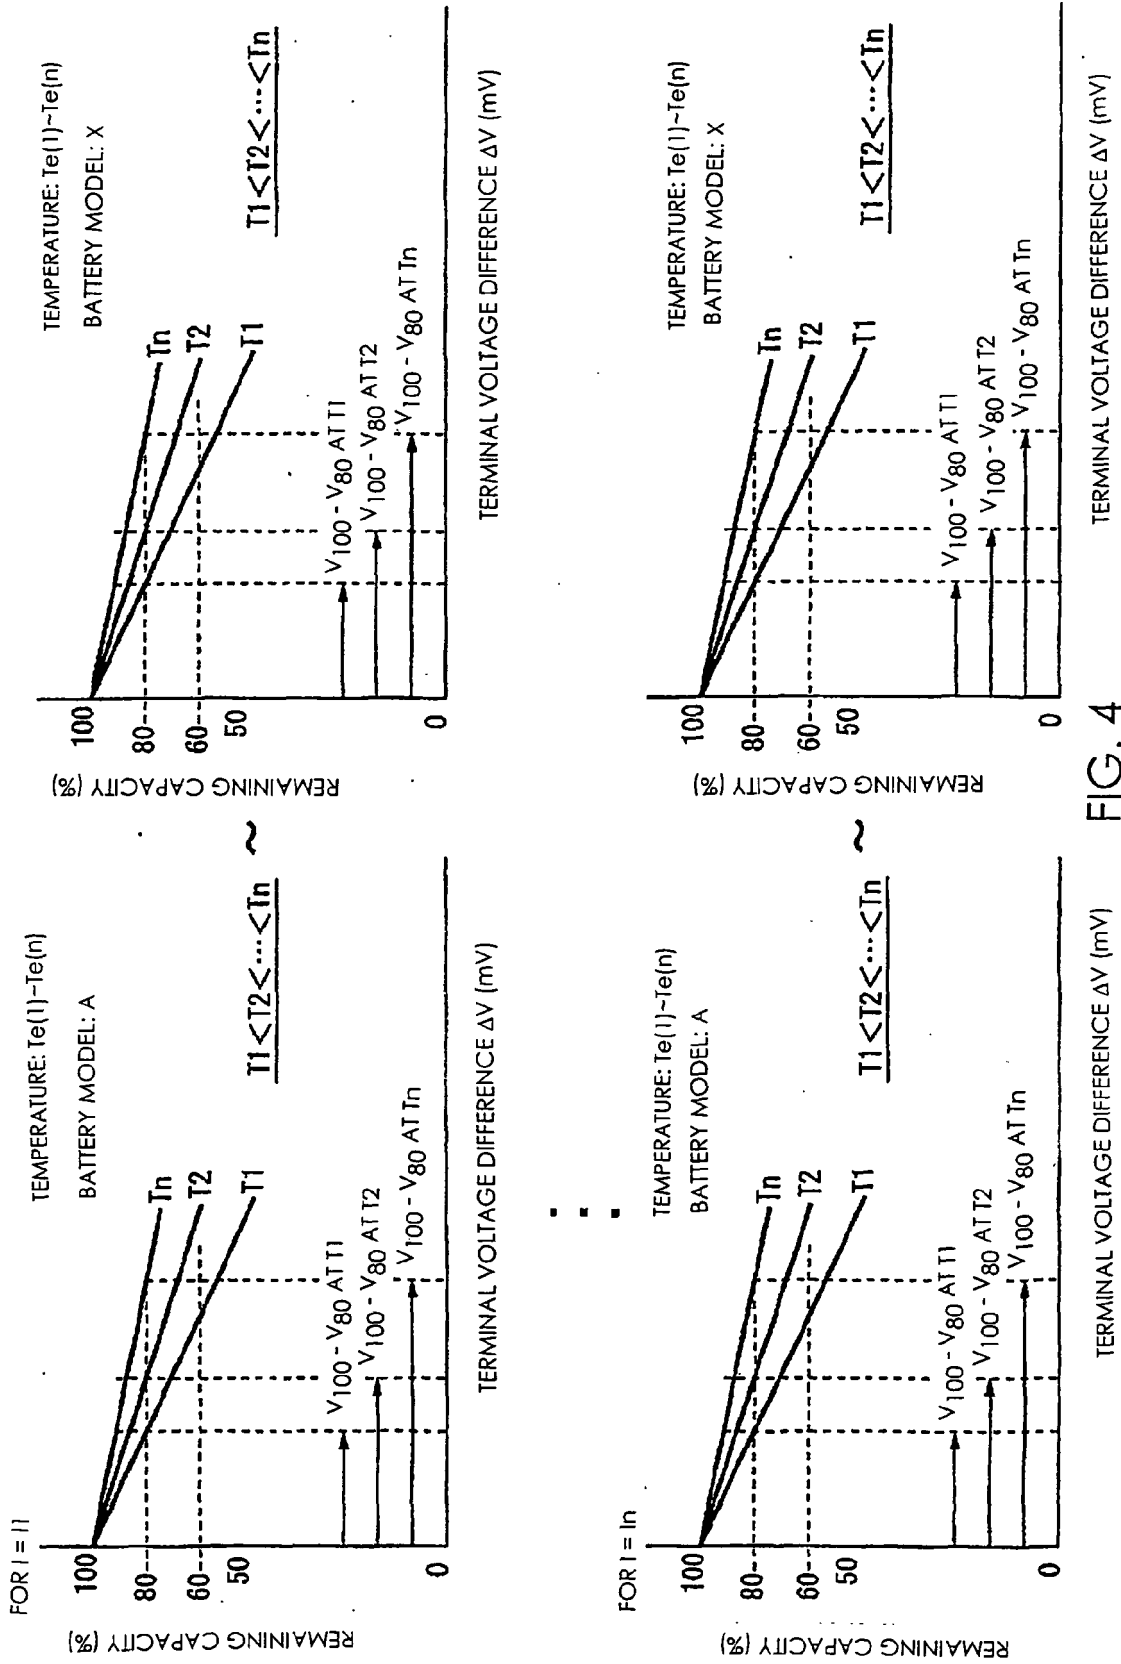 FOR I = I1
TEMPERATURE: Te(1)~Te(n)
BATTERY MODEL: A
REMAINING CAPACITY (%)
100
80
60
50
0
Tn
T2
T1
T1<T2<···<Tn
V100 - V80 AT T1
V100 - V80 AT T2
V100 - V80 AT Tn
TERMINAL VOLTAGE DIFFERENCE ΔV (mV)
~
TEMPERATURE: Te(1)~Te(n)
BATTERY MODEL: X
REMAINING CAPACITY (%)
100
80
60
50
0
Tn
T2
T1
T1<T2<···<Tn
V100 - V80 AT T1
V100 - V80 AT T2
V100 - V80 AT Tn
TERMINAL VOLTAGE DIFFERENCE ΔV (mV)
FOR I = In
TEMPERATURE: Te(1)~Te(n)
BATTERY MODEL: A
REMAINING CAPACITY (%)
100
80
60
50
0
Tn
T2
T1
T1<T2<···<Tn
V100 - V80 AT T1
V100 - V80 AT T2
V100 - V80 AT Tn
TERMINAL VOLTAGE DIFFERENCE ΔV (mV)
~
TEMPERATURE: Te(1)~Te(n)
BATTERY MODEL: X
REMAINING CAPACITY (%)
100
80
60
50
0
Tn
T2
T1
T1<T2<···<Tn
V100 - V80 AT T1
V100 - V80 AT T2
V100 - V80 AT Tn
TERMINAL VOLTAGE DIFFERENCE ΔV (mV)
FIG. 4